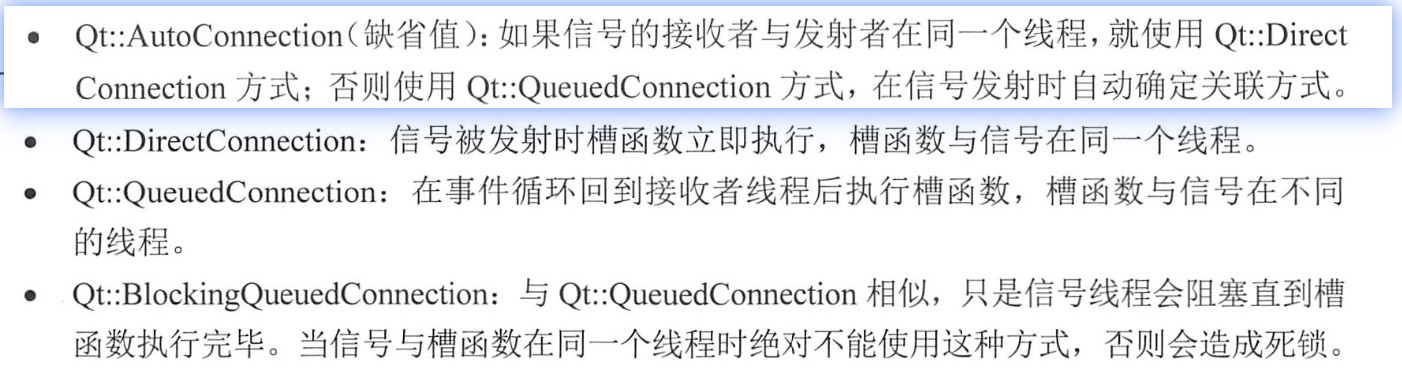 • Qt::AutoConnection（缺省值）：如果信号的接收者与发射者在同一个线程，就使用 Qt::Direct
Connection 方式；否则使用 Qt::QueuedConnection 方式，在信号发射时自动确定关联方式。
• Qt::DirectConnection：信号被发射时槽函数立即执行，槽函数与信号在同一个线程。
• Qt::QueuedConnection：在事件循环回到接收者线程后执行槽函数，槽函数与信号在不同
的线程。
• Qt::BlockingQueuedConnection：与 Qt::QueuedConnection 相似，只是信号线程会阻塞直到槽
函数执行完毕。当信号与槽函数在同一个线程时绝对不能使用这种方式，否则会造成死锁。